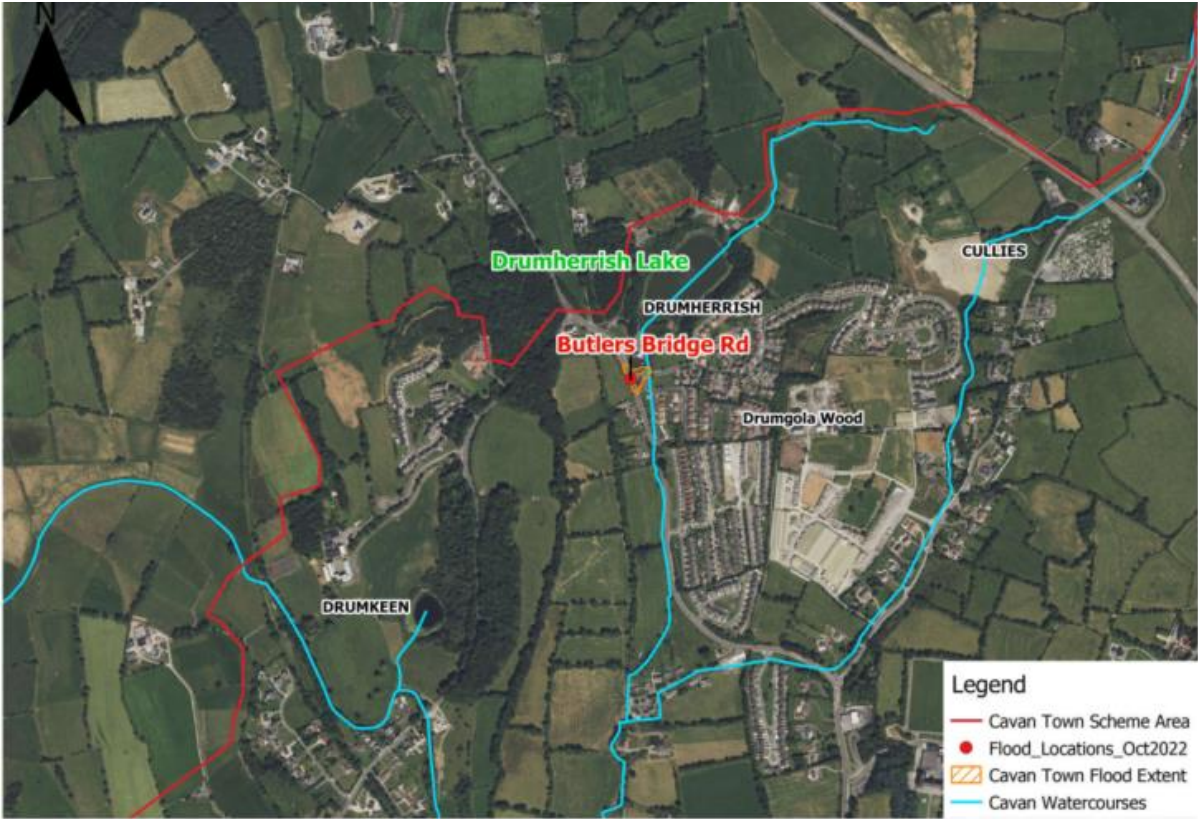 N
Drumherrish Lake
CULLIES
DRUMHERRISH
Butlers Bridge Rd
Drumgola Wood
DRUMKEEN
Legend
Cavan Town Scheme Area
Flood_Locations_Oct2022
Cavan Town Flood Extent
Cavan Watercourses